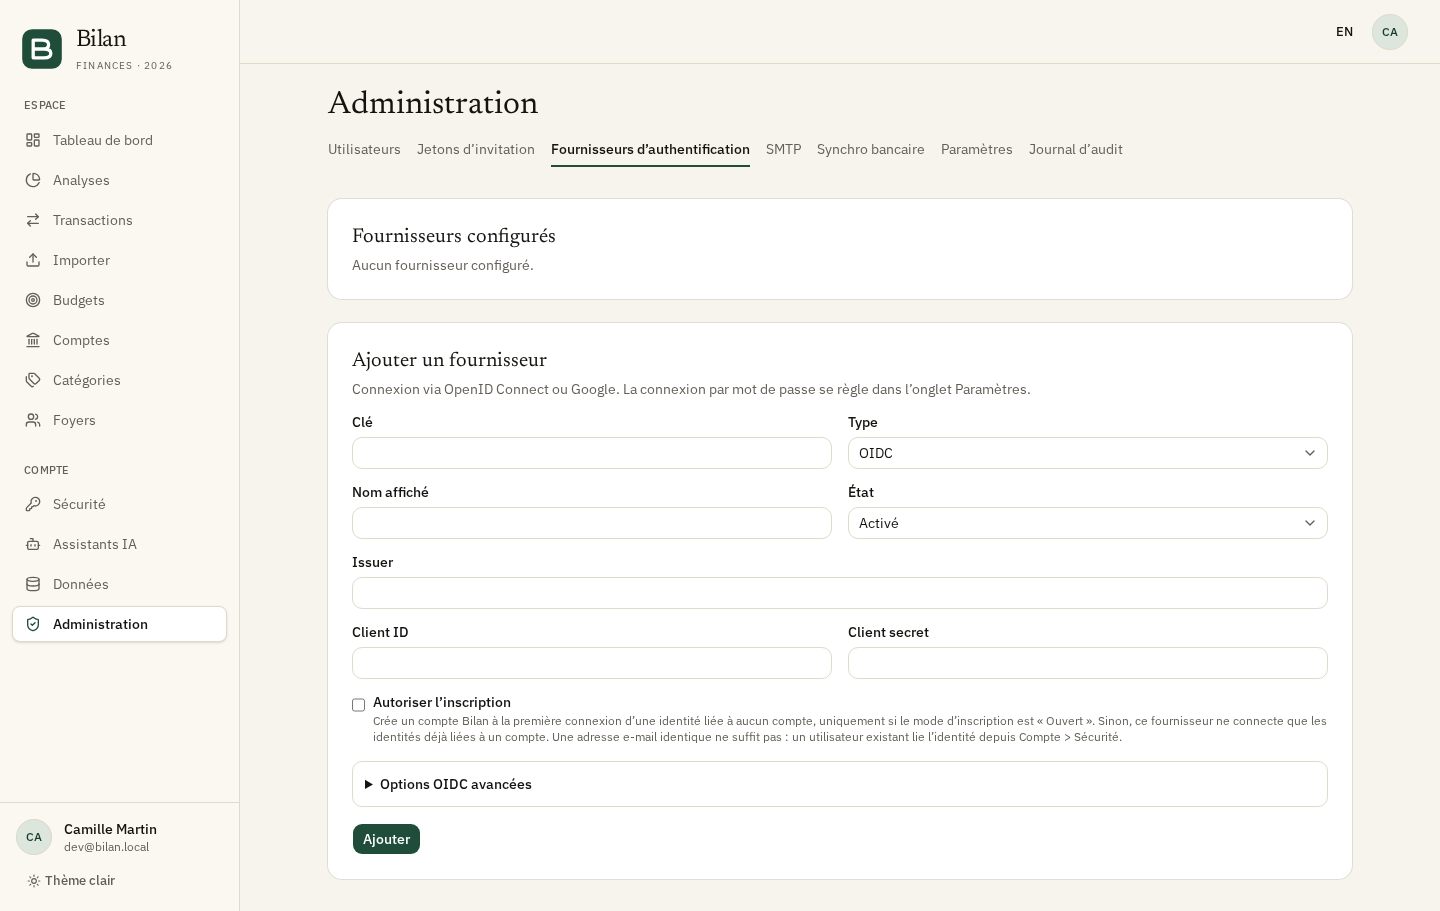 Bilan
FINANCES · 2026
ESPACE
Tableau de bord
Analyses
Transactions
Importer
Budgets
Comptes
Catégories
Foyers
COMPTE
Sécurité
Assistants IA
Données
Administration
CA
Camille Martin
dev@bilan.local
Thème clair
EN
CA
Administration
Utilisateurs
Jetons d’invitation
Fournisseurs d’authentification
SMTP
Synchro bancaire
Paramètres
Journal d’audit
Fournisseurs configurés
Aucun fournisseur configuré.
Ajouter un fournisseur
Connexion via OpenID Connect ou Google. La connexion par mot de passe se règle dans l’onglet Paramètres.
Clé
Type
OIDC
Nom affiché
État
Activé
Issuer
Client ID
Client secret
Autoriser l’inscription
Crée un compte Bilan à la première connexion d’une identité liée à aucun compte, uniquement si le mode d’inscription est « Ouvert ». Sinon, ce fournisseur ne connecte que les
identités déjà liées à un compte. Une adresse e-mail identique ne suffit pas : un utilisateur existant lie l’identité depuis Compte > Sécurité.
Options OIDC avancées
Ajouter